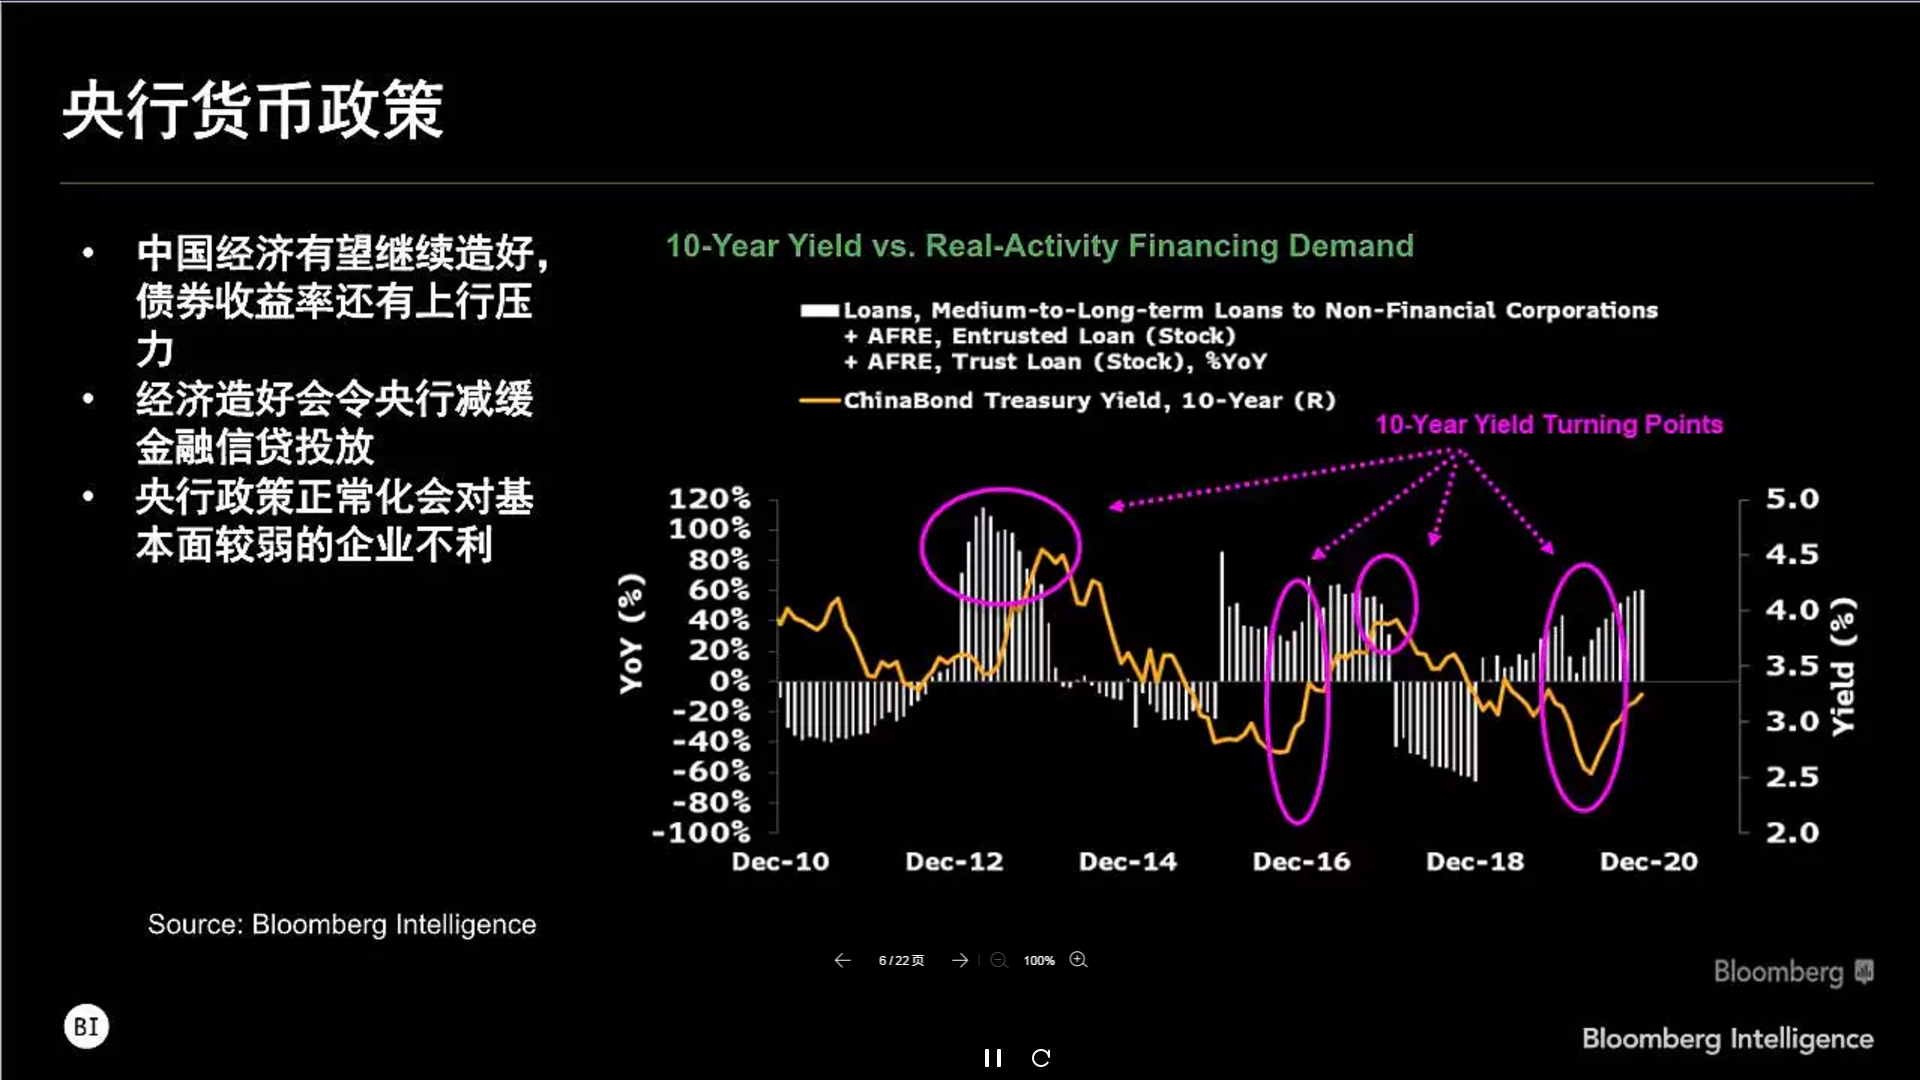 央行货币政策
• 中国经济有望继续造好，
债券收益率还有上行压
力
• 经济造好会令央行减缓
金融信贷投放
• 央行政策正常化会对基
本面较弱的企业不利
Source: Bloomberg Intelligence
10-Year Yield vs. Real-Activity Financing Demand
Loans, Medium-to-Long-term Loans to Non-Financial Corporations
+ AFRE, Entrusted Loan (Stock)
+ AFRE, Trust Loan (Stock), %YoY
ChinaBond Treasury Yield, 10-Year (R)
10-Year Yield Turning Points
YoY (%)
120%
100%
80%
60%
40%
20%
0%
-20%
-40%
-60%
-80%
-100%
5.0
4.5
4.0
3.5
3.0
2.5
2.0
Yield (%)
Dec-10 Dec-12 Dec-14 Dec-16 Dec-18 Dec-20
6/22页 100%
Bloomberg
BI
Bloomberg Intelligence